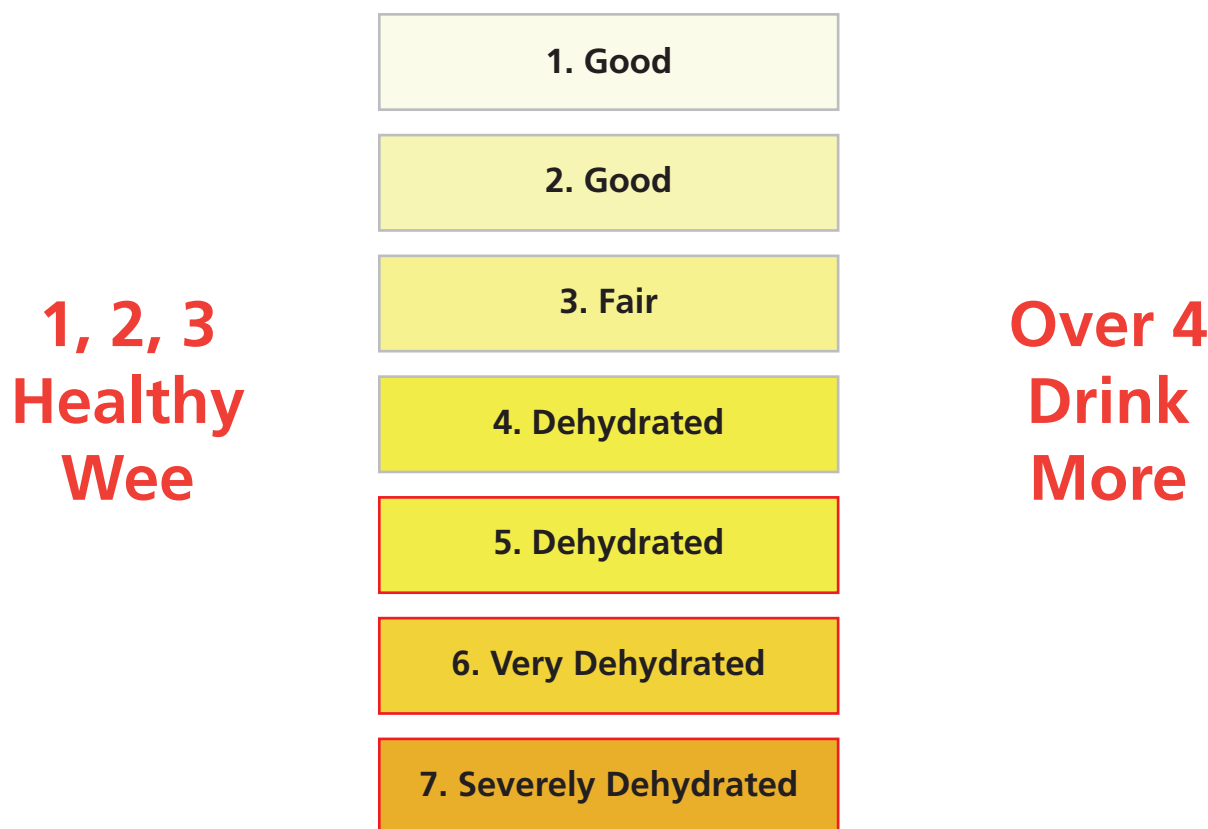 1. Good
2. Good
3. Fair
4. Dehydrated
5. Dehydrated
6. Very Dehydrated
7. Severely Dehydrated
1, 2, 3
Healthy
Wee
Over 4
Drink
More